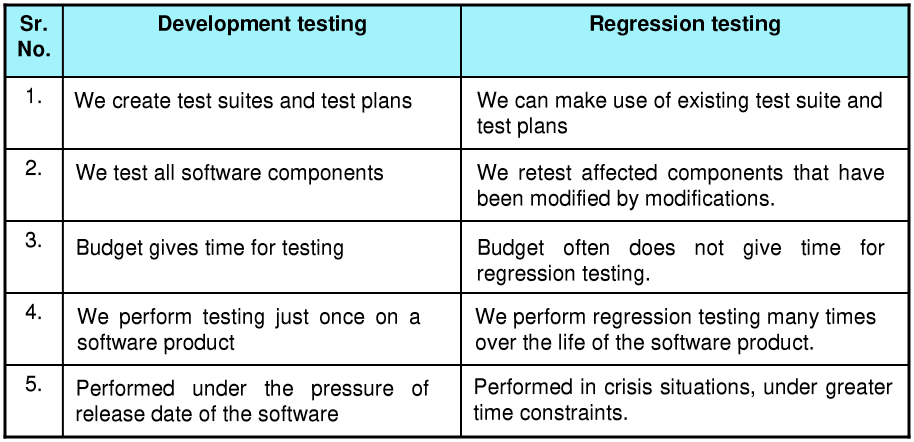 Sr. No.
Development testing
Regression testing
1.
We create test suites and test plans
We can make use of existing test suite and
test plans
2.
We test all software components
We retest affected components that have
been modified by modifications.
3.
Budget gives time for testing
Budget often does not give time for
regression testing.
4.
We perform testing just once on a
software product
We perform regression testing many times
over the life of the software product.
5.
Performed under the pressure of
release date of the software
Performed in crisis situations, under greater
time constraints.